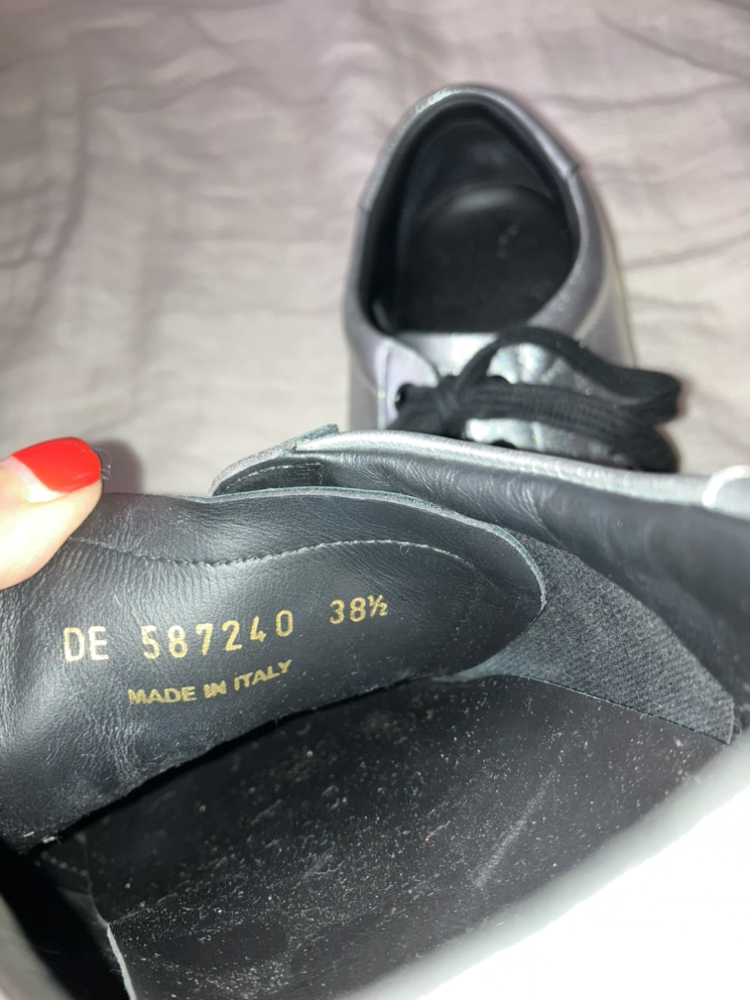 DE 587240 38½
MADE IN ITALY